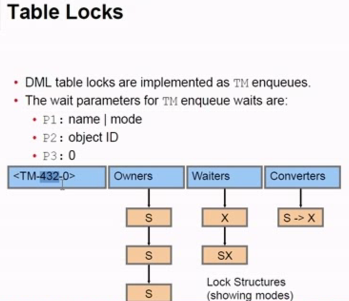 Table Locks
• DML table locks are implemented as TM enqueues.
• The wait parameters for TM enqueue waits are:
• P1: name | mode
• P2: object ID
• P3: 0
<TM-432-0> Owners Waiters Converters
S X S -> X
S SX
S
Lock Structures
(showing modes)